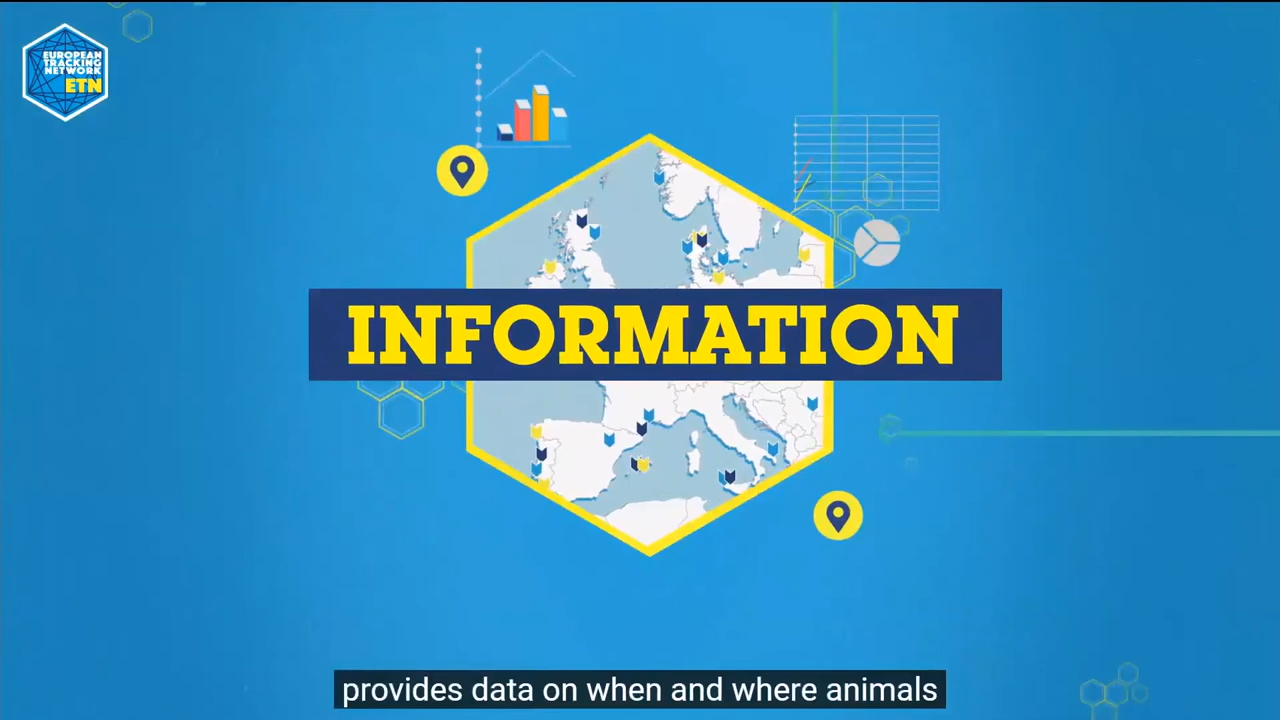 EUROPEAN
TRACKING
NETWORK
ETN
INFORMATION
provides data on when and where animals